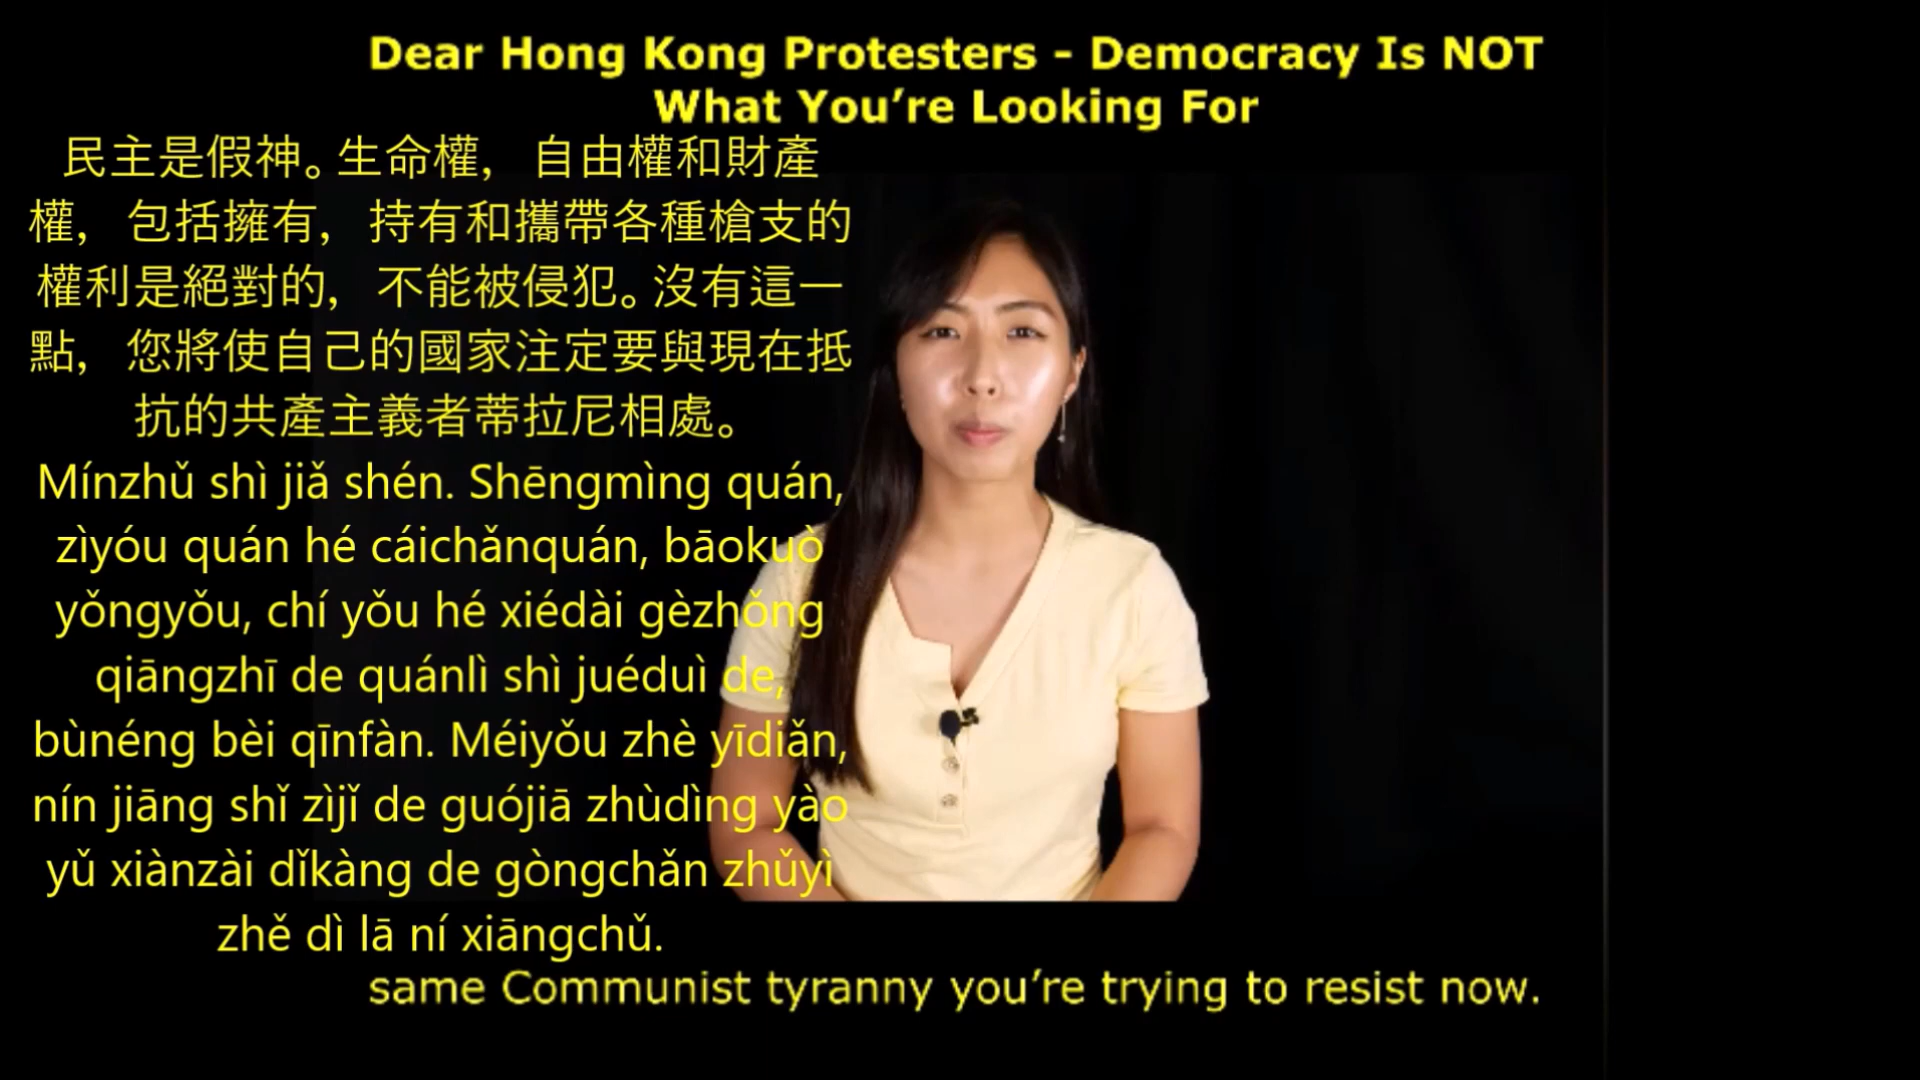 Dear Hong Kong Protesters - Democracy Is NOT
What You’re Looking For
民主是假神。生命權，自由權和財產
權，包括擁有，持有和攜帶各種槍支的
權利是絕對的，不能被侵犯。沒有這一
點，您將使自己的國家注定要與現在抵
抗的共產主義者蒂拉尼相處。
Mínzhǔ shì jiǎ shén. Shēngmìng quán,
zìyóu quán hé cáichǎnquán, bāokuò
yǒngyǒu, chí yǒu hé xiédài gèzhǒng
qiāngzhī de quánlì shì juéduì de,
bùnéng bèi qīnfàn. Méiyǒu zhè yīdiǎn,
nín jiāng shǐ zìjǐ de guójiā zhùdìng yào
yǔ xiànzài dǐkàng de gòngchǎn zhǔyì
zhě dì lā ní xiāngchǔ.
same Communist tyranny you’re trying to resist now.